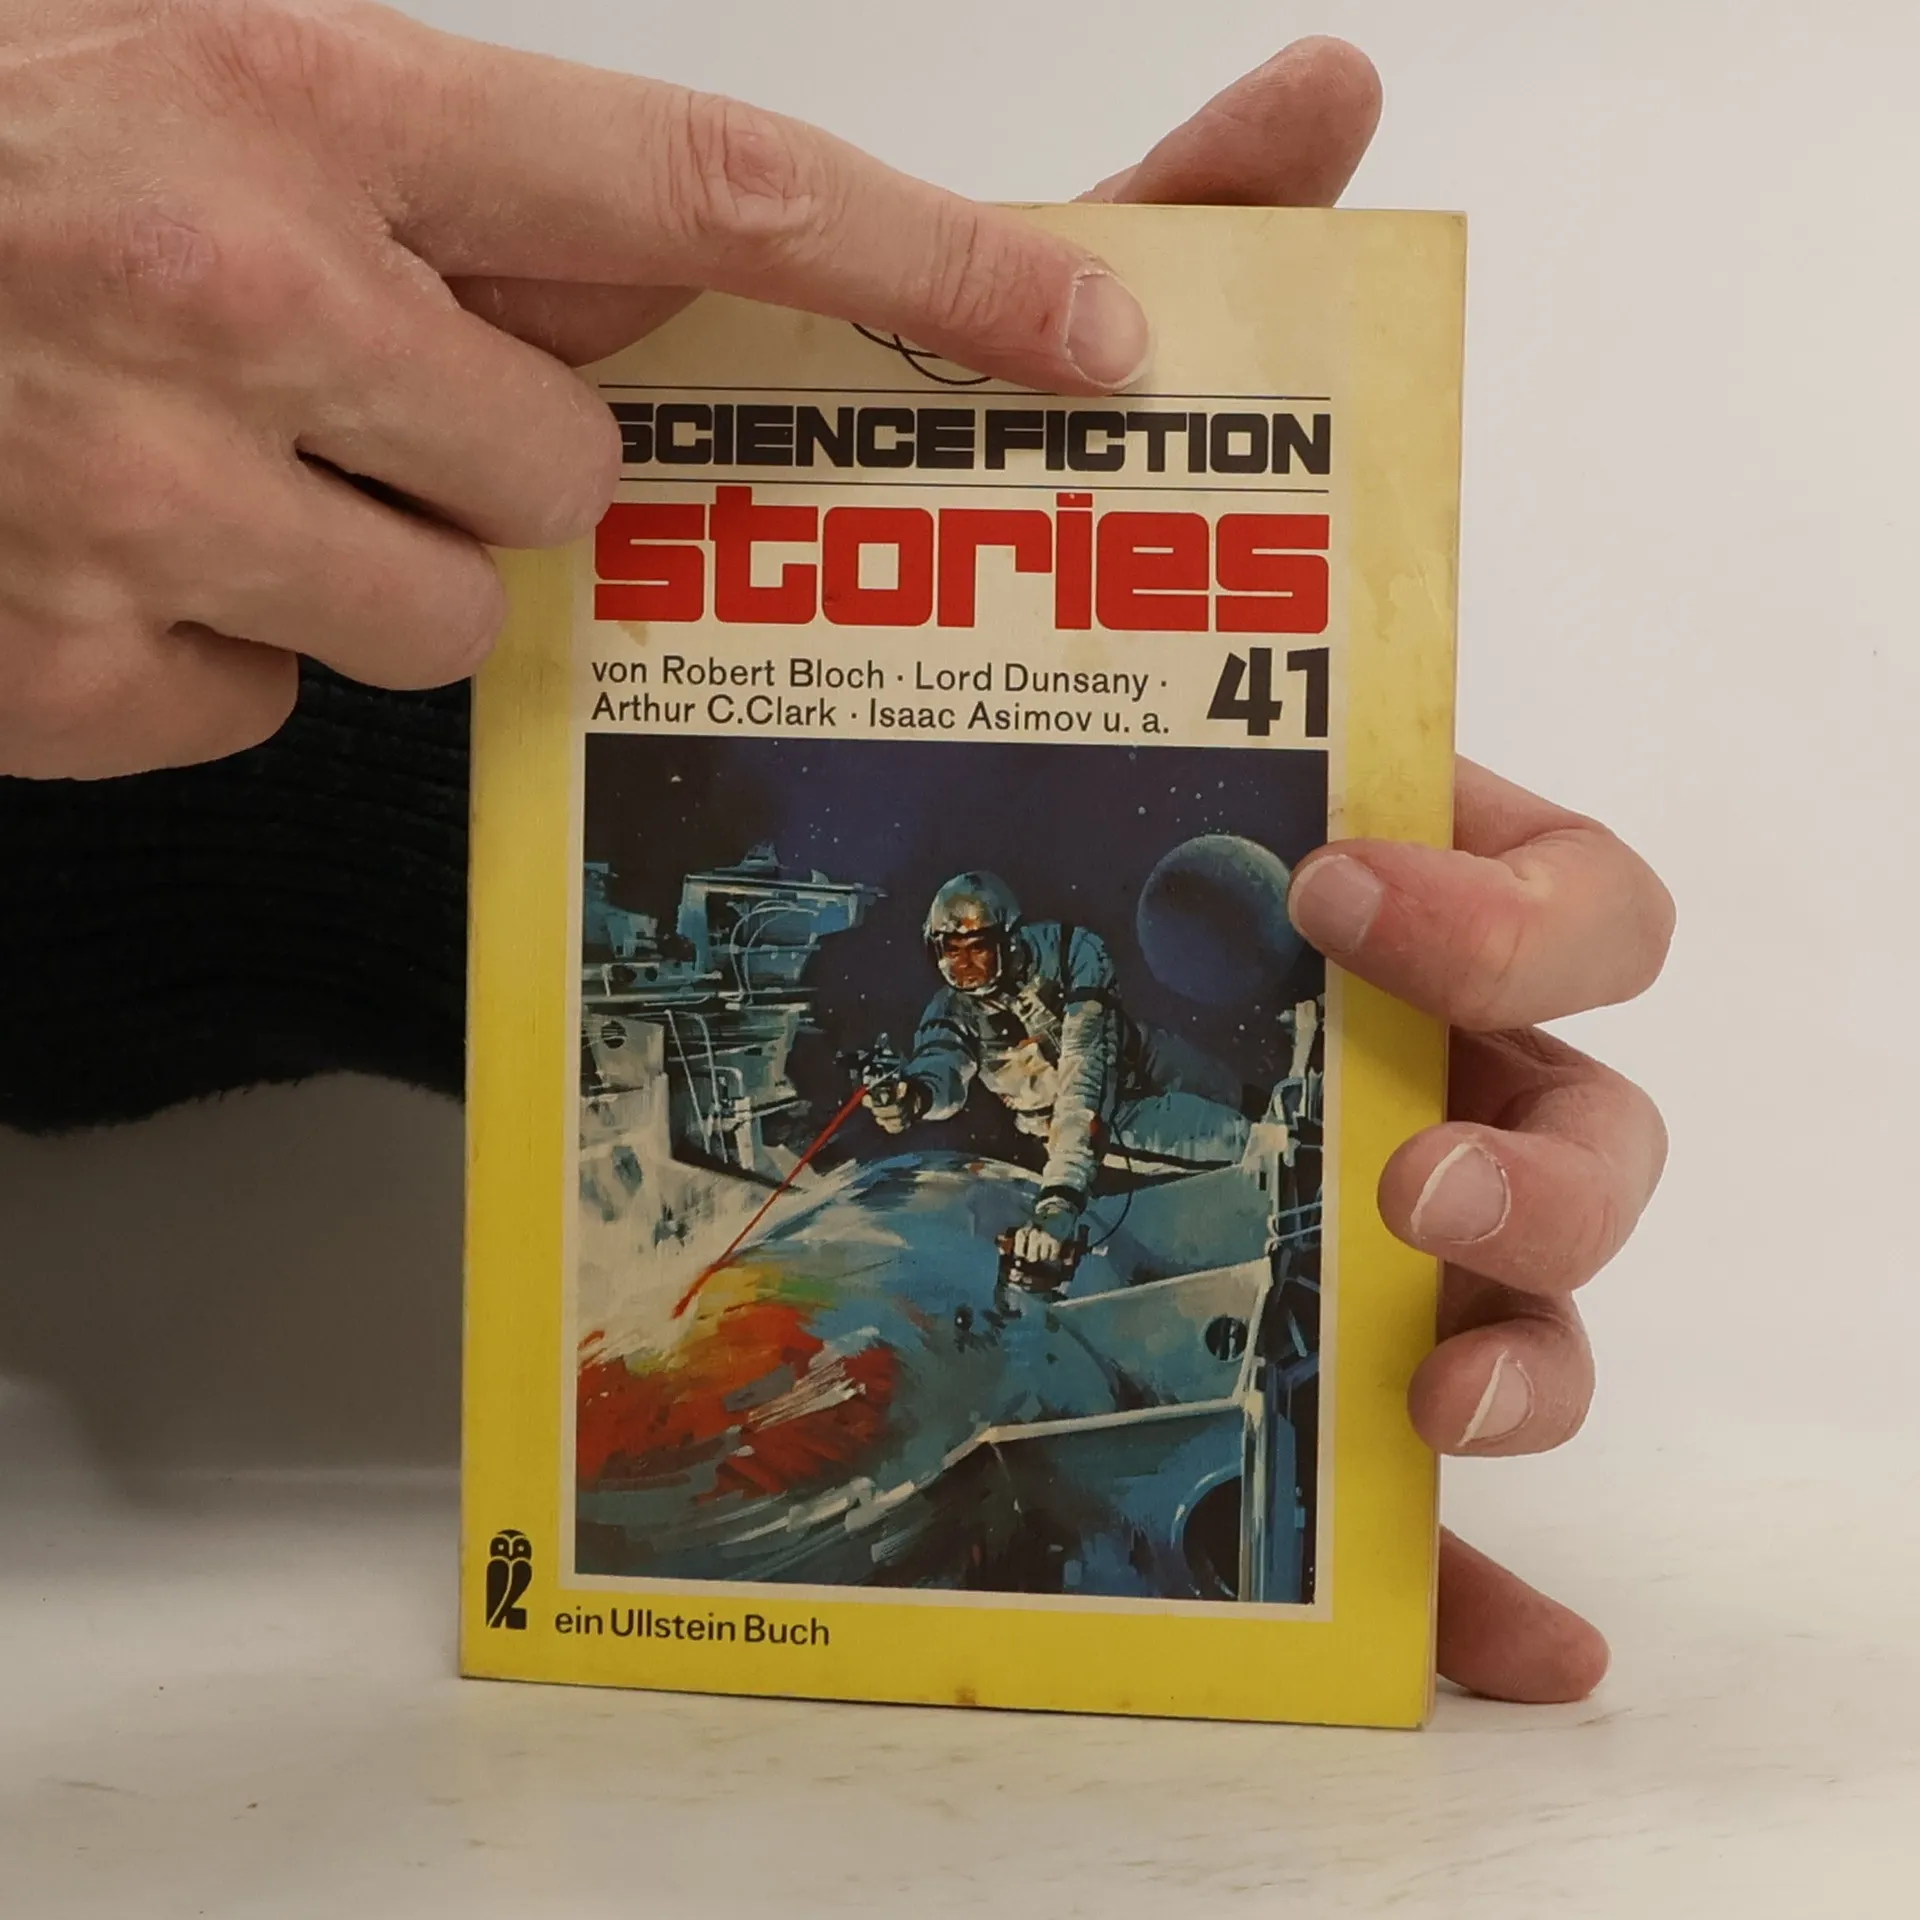 SCIENCE FICTION
stories
von Robert Bloch · Lord Dunsany ·
Arthur C.Clark · Isaac Asimov u. a.
41
ein Ullstein Buch